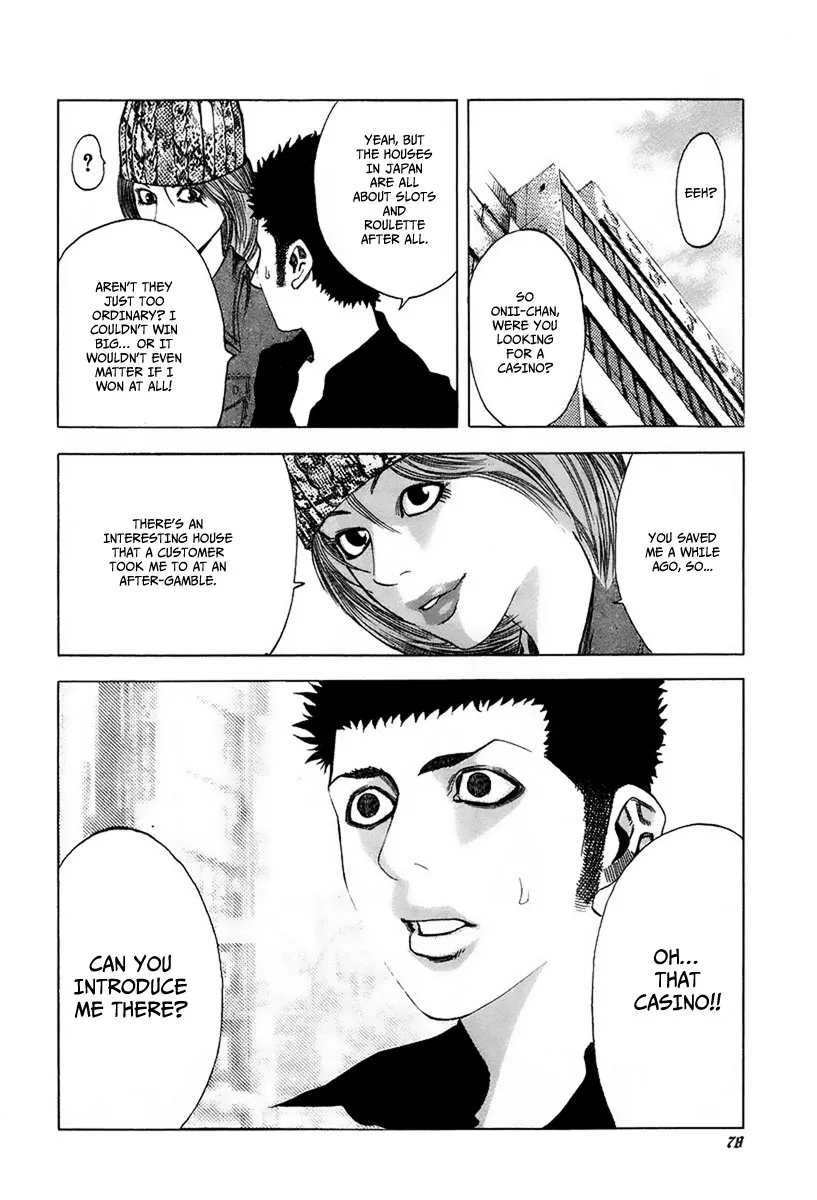 EEH?
SO
ONII-CHAN,
WERE YOU
LOOKING
FOR A
CASINO?
YEAH, BUT
THE HOUSES
IN JAPAN
ARE ALL
ABOUT SLOTS
AND
ROULETTE
AFTER ALL.
?
AREN'T THEY
JUST TOO
ORDINARY? I
COULDN'T WIN
BIG... OR IT
WOULDN'T EVEN
MATTER IF I
WON AT ALL!
YOU SAVED
ME A WHILE
AGO, SO...
THERE'S AN
INTERESTING HOUSE
THAT A CUSTOMER
TOOK ME TO AT AN
AFTER-GAMBLE.
OH...
THAT
CASINO!!
CAN YOU
INTRODUCE
ME THERE?
78